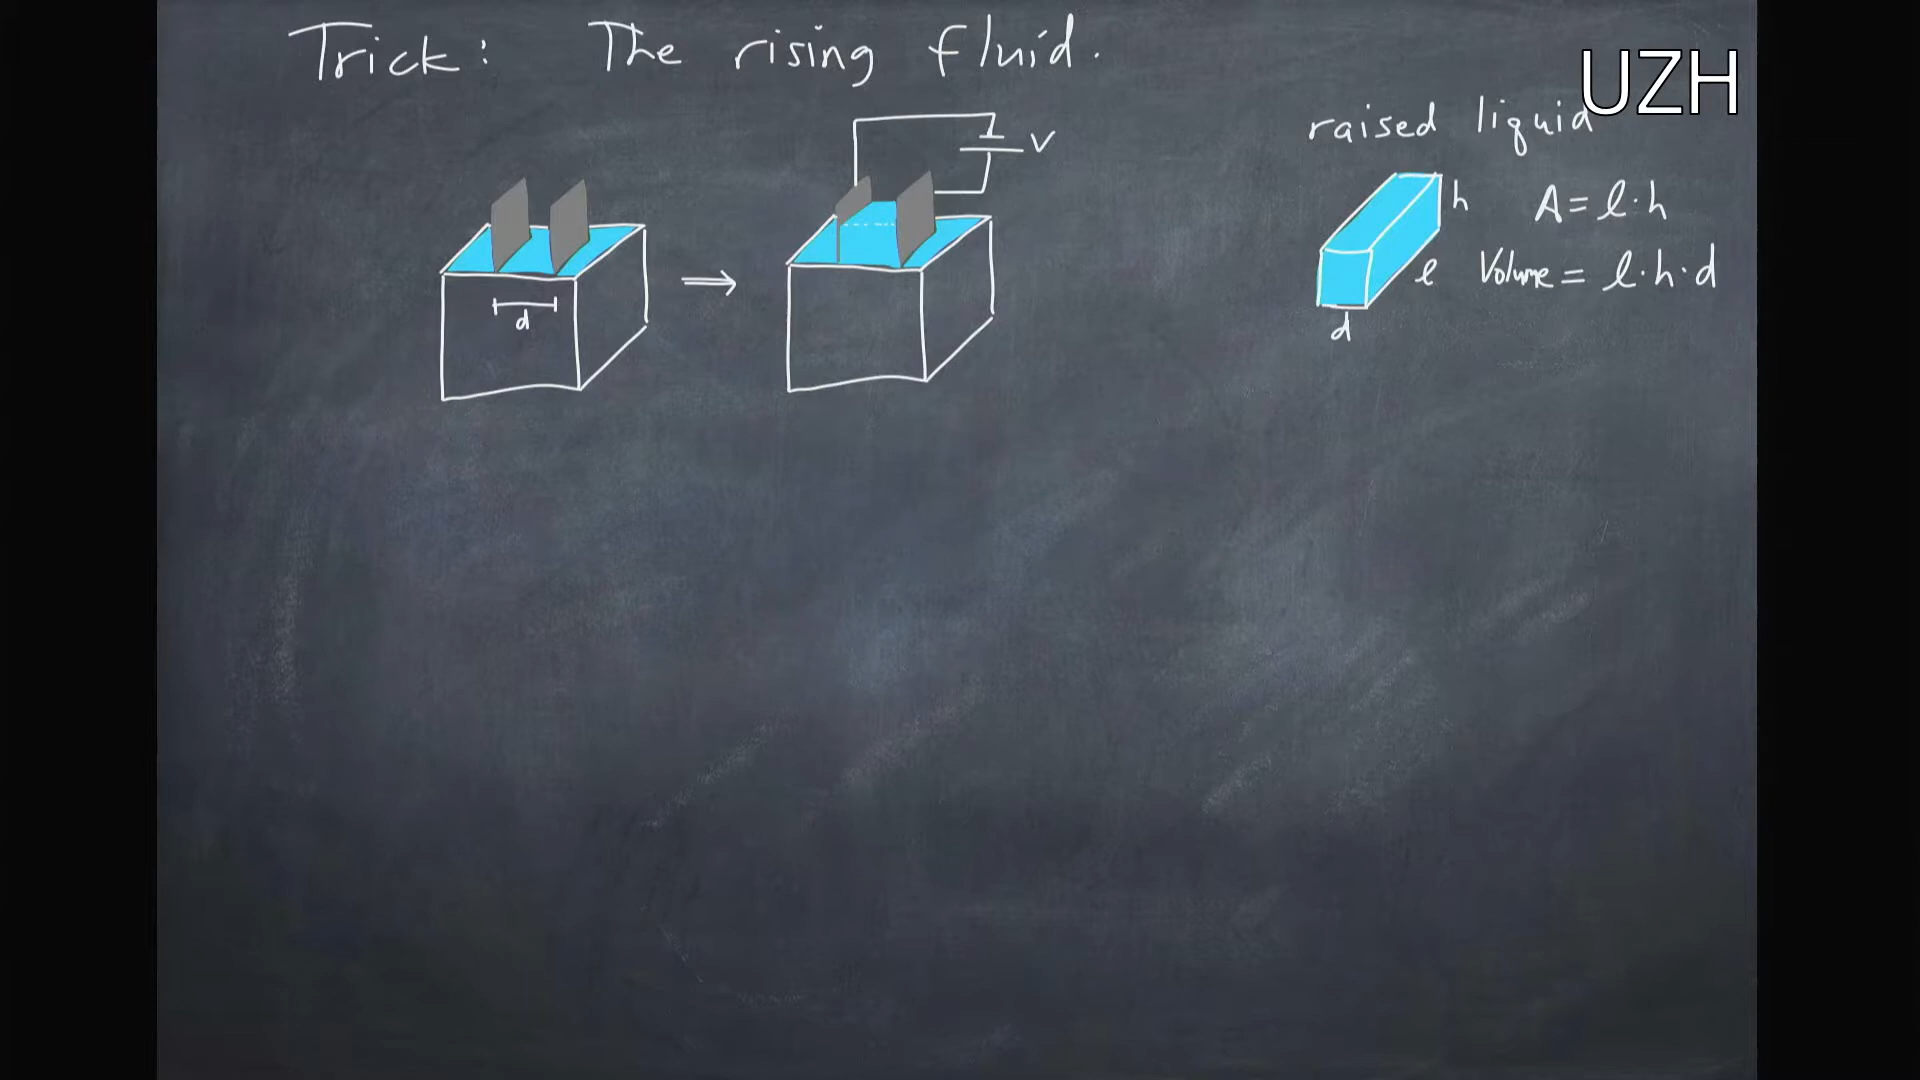 Trick: The rising fluid.
UZH
raised liquid
V
h
A = l·h
l
Volume = l·h·d
d
d